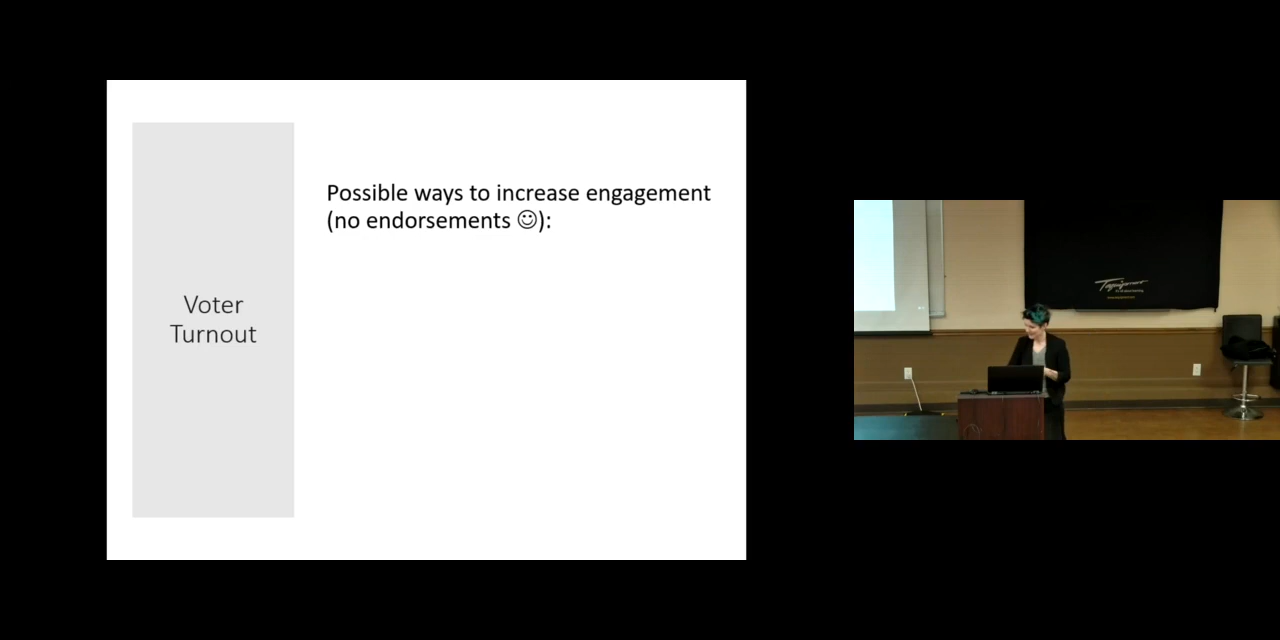 Possible ways to increase engagement
(no endorsements ☺):
Voter
Turnout